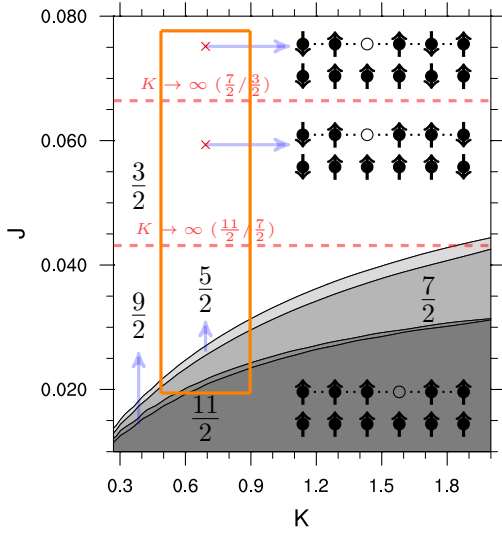 0.080
0.060
0.040
0.020
J
K → ∞ (7/2 / 3/2)
3/2
K → ∞ (11/2 / 7/2)
9/2
5/2
7/2
11/2
0.3 0.6 0.9 1.2 1.5 1.8
K